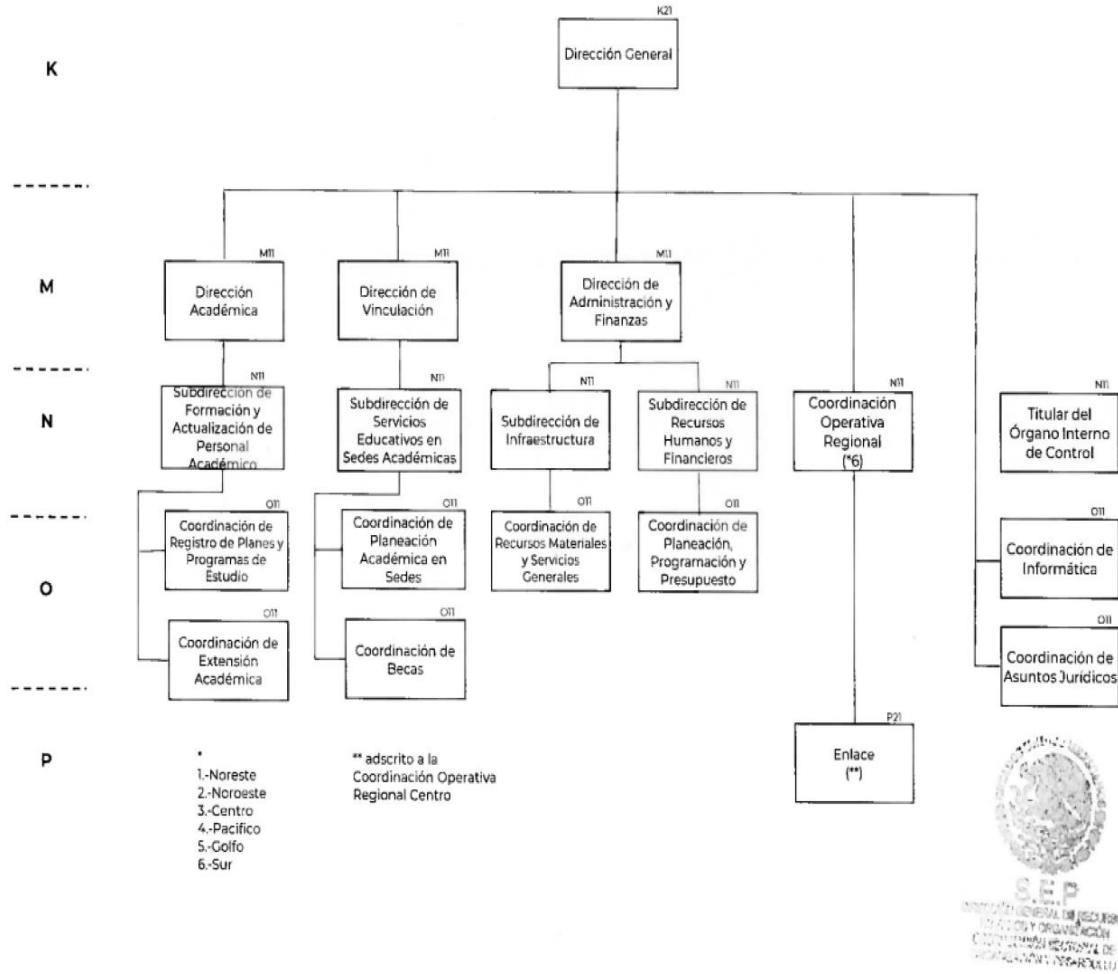 K
K21
Dirección General
M
M11
Dirección
Académica
M11
Dirección de
Vinculación
M11
Dirección de
Administración y
Finanzas
N
N11
Subdirección de
Formación y
Actualización de
Personal
Académico
N11
Subdirección de
Servicios
Educativos en
Sedes Académicas
N11
Subdirección de
Infraestructura
N11
Subdirección de
Recursos
Humanos y
Financieros
N11
Coordinación
Operativa
Regional
(*6)
N11
Titular del
Órgano Interno
de Control
O
O11
Coordinación de
Registro de Planes y
Programas de
Estudio
O11
Coordinación de
Planeación
Académica en
Sedes
O11
Coordinación de
Recursos Materiales
y Servicios
Generales
O11
Coordinación de
Planeación,
Programación y
Presupuesto
O11
Coordinación de
Informática
O11
Coordinación de
Extensión
Académica
O11
Coordinación de
Becas
O11
Coordinación de
Asuntos Jurídicos
P
P21
Enlace
(**)
*
1.-Noreste
2.-Noroeste
3.-Centro
4.-Pacifico
5.-Golfo
6.-Sur
** adscrito a la
Coordinación Operativa
Regional Centro
S.E.P
GENERAL DE
Y ORGANIZACIÓN
DE